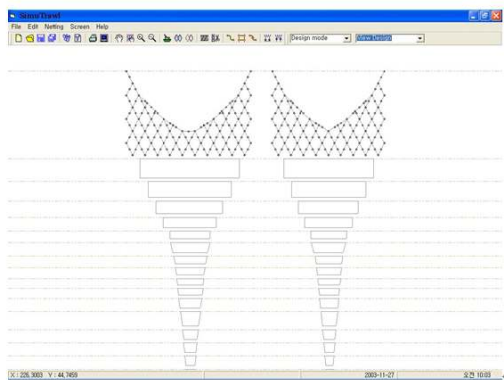 SimuTrawl
File Edit Netting Screen Help
Design mode View Design
X : 226,3003 Y : 44,7459 2003-11-27 오전 10:03